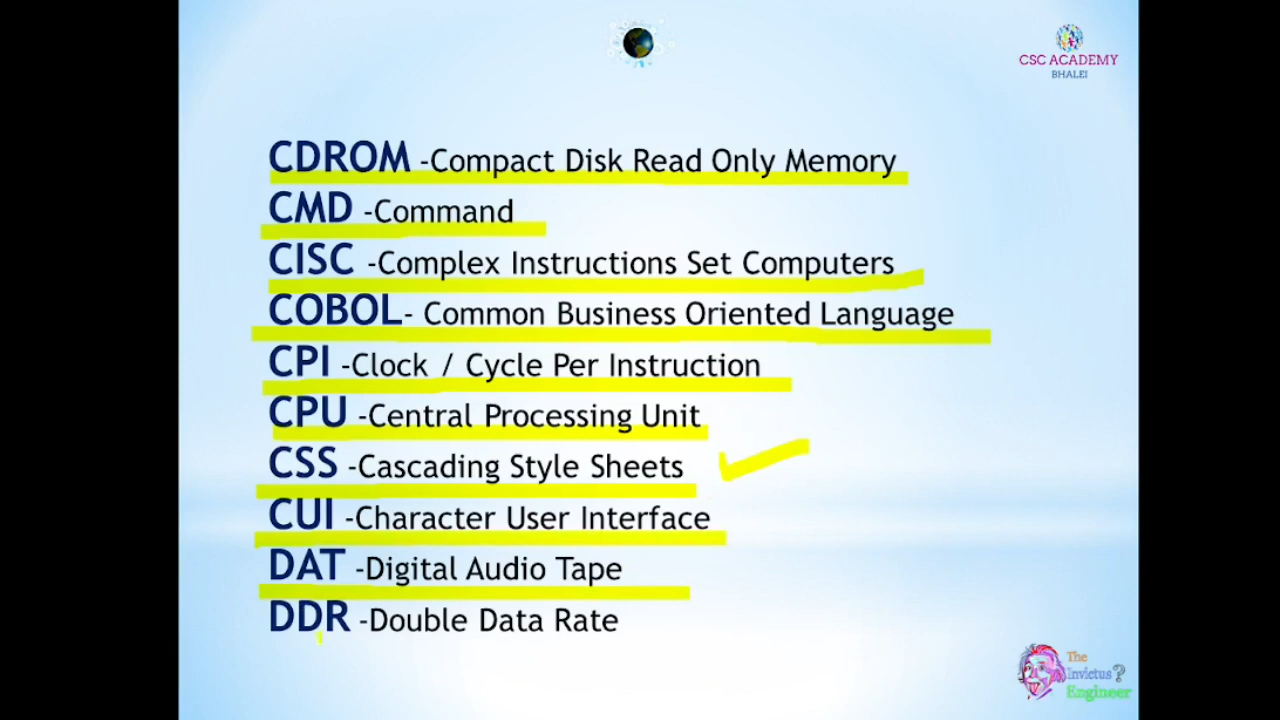 CSC ACADEMY
BHALEI
CDROM -Compact Disk Read Only Memory
CMD -Command
CISC -Complex Instructions Set Computers
COBOL- Common Business Oriented Language
CPI -Clock / Cycle Per Instruction
CPU -Central Processing Unit
CSS -Cascading Style Sheets
CUI -Character User Interface
DAT -Digital Audio Tape
DDR -Double Data Rate
The
Invictus?
Engineer